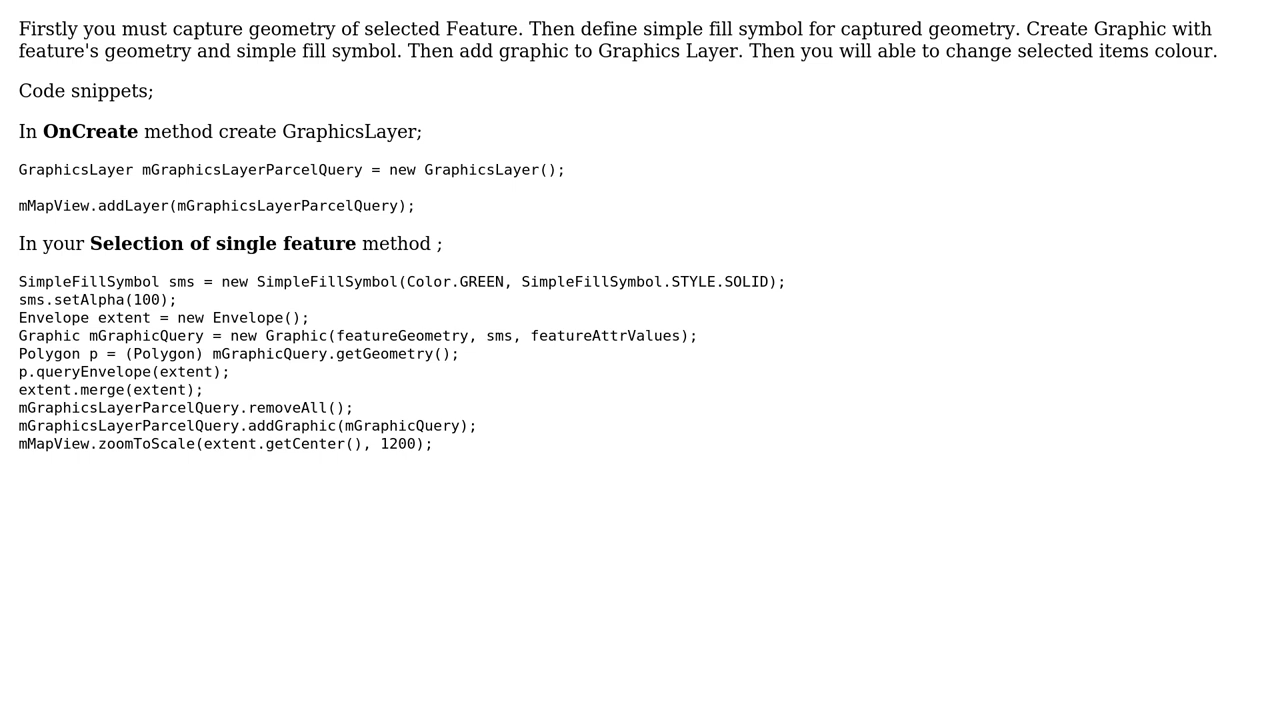 Firstly you must capture geometry of selected Feature. Then define simple fill symbol for captured geometry. Create Graphic with
feature's geometry and simple fill symbol. Then add graphic to Graphics Layer. Then you will able to change selected items colour.
Code snippets;
In OnCreate method create GraphicsLayer;
GraphicsLayer mGraphicsLayerParcelQuery = new GraphicsLayer();
mMapView.addLayer(mGraphicsLayerParcelQuery);
In your Selection of single feature method ;
SimpleFillSymbol sms = new SimpleFillSymbol(Color.GREEN, SimpleFillSymbol.STYLE.SOLID);
sms.setAlpha(100);
Envelope extent = new Envelope();
Graphic mGraphicQuery = new Graphic(featureGeometry, sms, featureAttrValues);
Polygon p = (Polygon) mGraphicQuery.getGeometry();
p.queryEnvelope(extent);
extent.merge(extent);
mGraphicsLayerParcelQuery.removeAll();
mGraphicsLayerParcelQuery.addGraphic(mGraphicQuery);
mMapView.zoomToScale(extent.getCenter(), 1200);